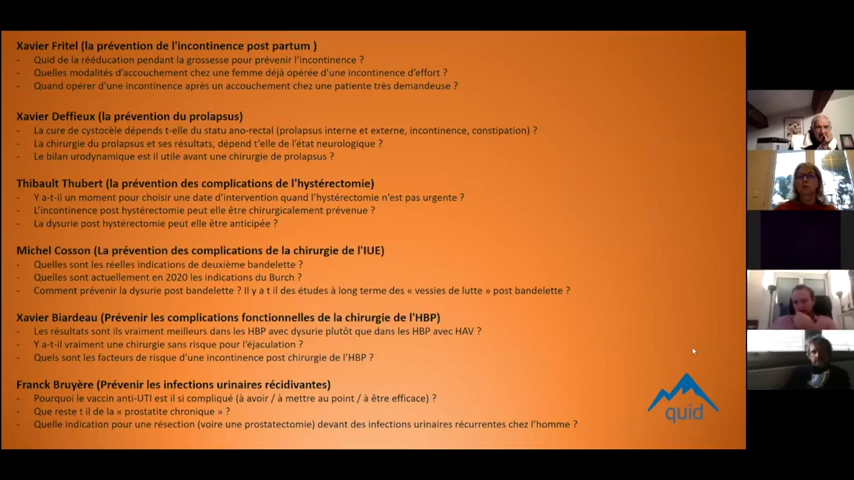 Xavier Fritel (la prévention de l'incontinence post partum )
- Quid de la rééducation pendant la grossesse pour prévenir l'incontinence ?
- Quelles modalités d'accouchement chez une femme déjà opérée d'une incontinence d'effort ?
- Quand opérer d'une incontinence après un accouchement chez une patiente très demandeuse ?
Xavier Deffieux (la prévention du prolapsus)
- La cure de cystocèle dépends t-elle du statu ano-rectal (prolapsus interne et externe, incontinence, constipation) ?
- La chirurgie du prolapsus et ses résultats, dépend t'elle de l'état neurologique ?
- Le bilan urodynamique est il utile avant une chirurgie de prolapsus ?
Thibault Thubert (la prévention des complications de l'hystérectomie)
- Y a-t-il un moment pour choisir une date d'intervention quand l'hystérectomie n'est pas urgente ?
- L'incontinence post hystérectomie peut elle être chirurgicalement prévenue ?
- La dysurie post hystérectomie peut elle être anticipée ?
Michel Cosson (La prévention des complications de la chirurgie de l'IUE)
- Quelles sont les réelles indications de deuxième bandelette ?
- Quelles sont actuellement en 2020 les indications du Burch ?
- Comment prévenir la dysurie post bandelette ? Il y a t il des études à long terme des « vessies de lutte » post bandelette ?
Xavier Biardeau (Prévenir les complications fonctionnelles de la chirurgie de l'HBP)
- Les résultats sont ils vraiment meilleurs dans les HBP avec dysurie plutôt que dans les HBP avec HAV ?
- Y a-t-il vraiment une chirurgie sans risque pour l'éjaculation ?
- Quels sont les facteurs de risque d'une incontinence post chirurgie de l'HBP ?
Franck Bruyère (Prévenir les infections urinaires récidivantes)
- Pourquoi le vaccin anti-UTI est il si compliqué (à avoir / à mettre au point / à être efficace) ?
- Que reste t il de la « prostatite chronique » ?
- Quelle indication pour une résection (voire une prostatectomie) devant des infections urinaires récurrentes chez l'homme ?
quid